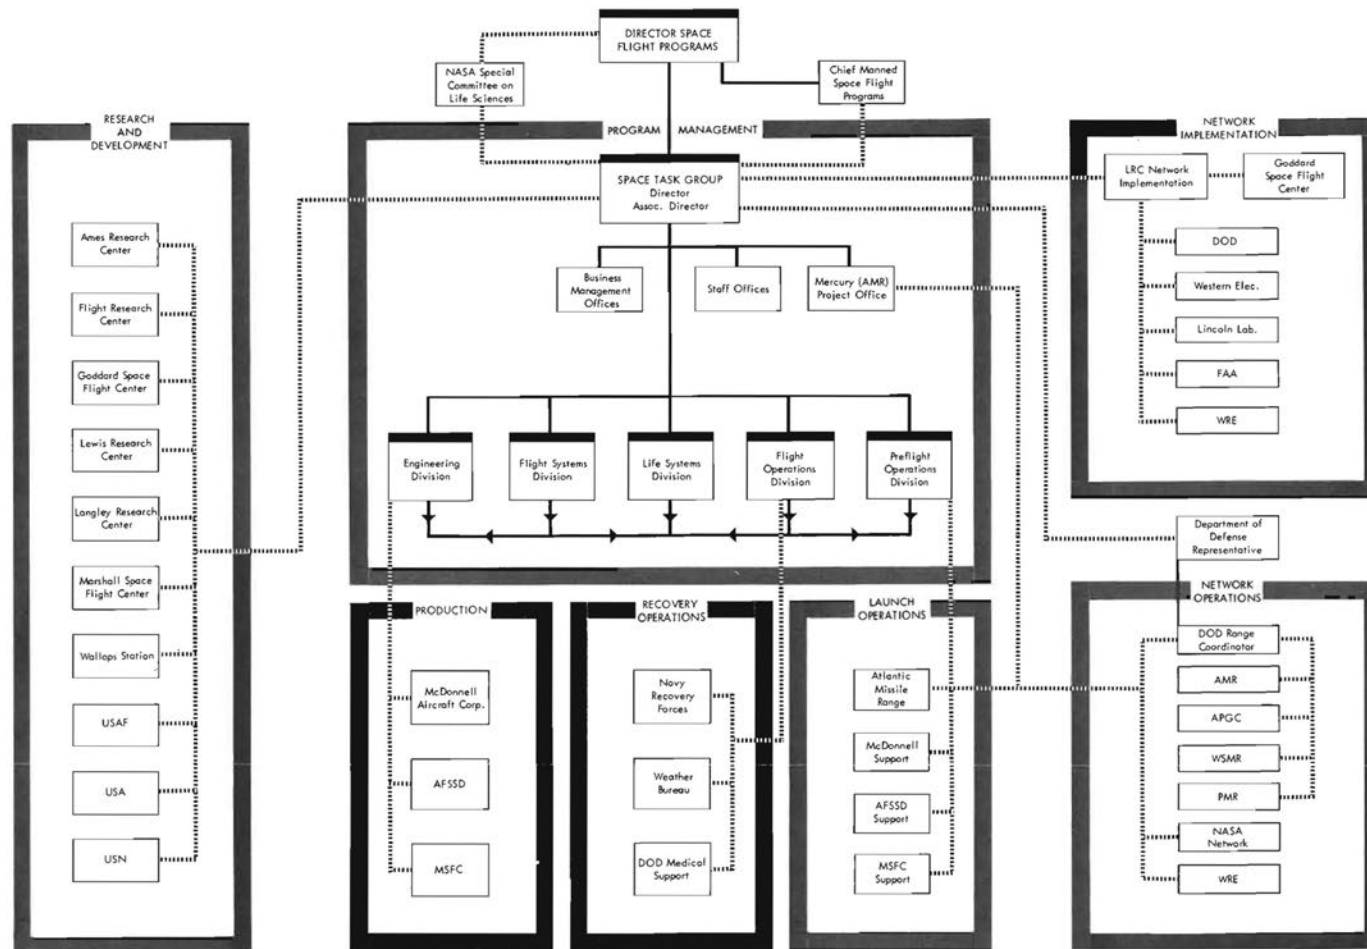 DIRECTOR SPACE
FLIGHT PROGRAMS
NASA Special
Committee on
Life Sciences
Chief Manned
Space Flight
Programs
RESEARCH
AND
DEVELOPMENT
Ames Research
Center
Flight Research
Center
Goddard Space
Flight Center
Lewis Research
Center
Langley Research
Center
Marshall Space
Flight Center
Wallops Station
USAF
USA
USN
PROGRAM MANAGEMENT
SPACE TASK GROUP
Director
Assoc. Director
Business
Management
Offices
Staff Offices
Mercury (AMR)
Project Office
Engineering
Division
Flight Systems
Division
Life Systems
Division
Flight
Operations
Division
Preflight
Operations
Division
NETWORK
IMPLEMENTATION
LRC Network
Implementation
Goddard
Space Flight
Center
DOD
Western Elec.
Lincoln Lab.
FAA
WRE
Department of
Defense
Representative
PRODUCTION
McDonnell
Aircraft Corp.
AFSSD
MSFC
RECOVERY
OPERATIONS
Navy
Recovery
Forces
Weather
Bureau
DOD Medical
Support
LAUNCH
OPERATIONS
Atlantic
Missile
Range
McDonnell
Support
AFSSD
Support
MSFC
Support
NETWORK
OPERATIONS
DOD Range
Coordinator
AMR
APGC
WSMR
PMR
NASA
Network
WRE